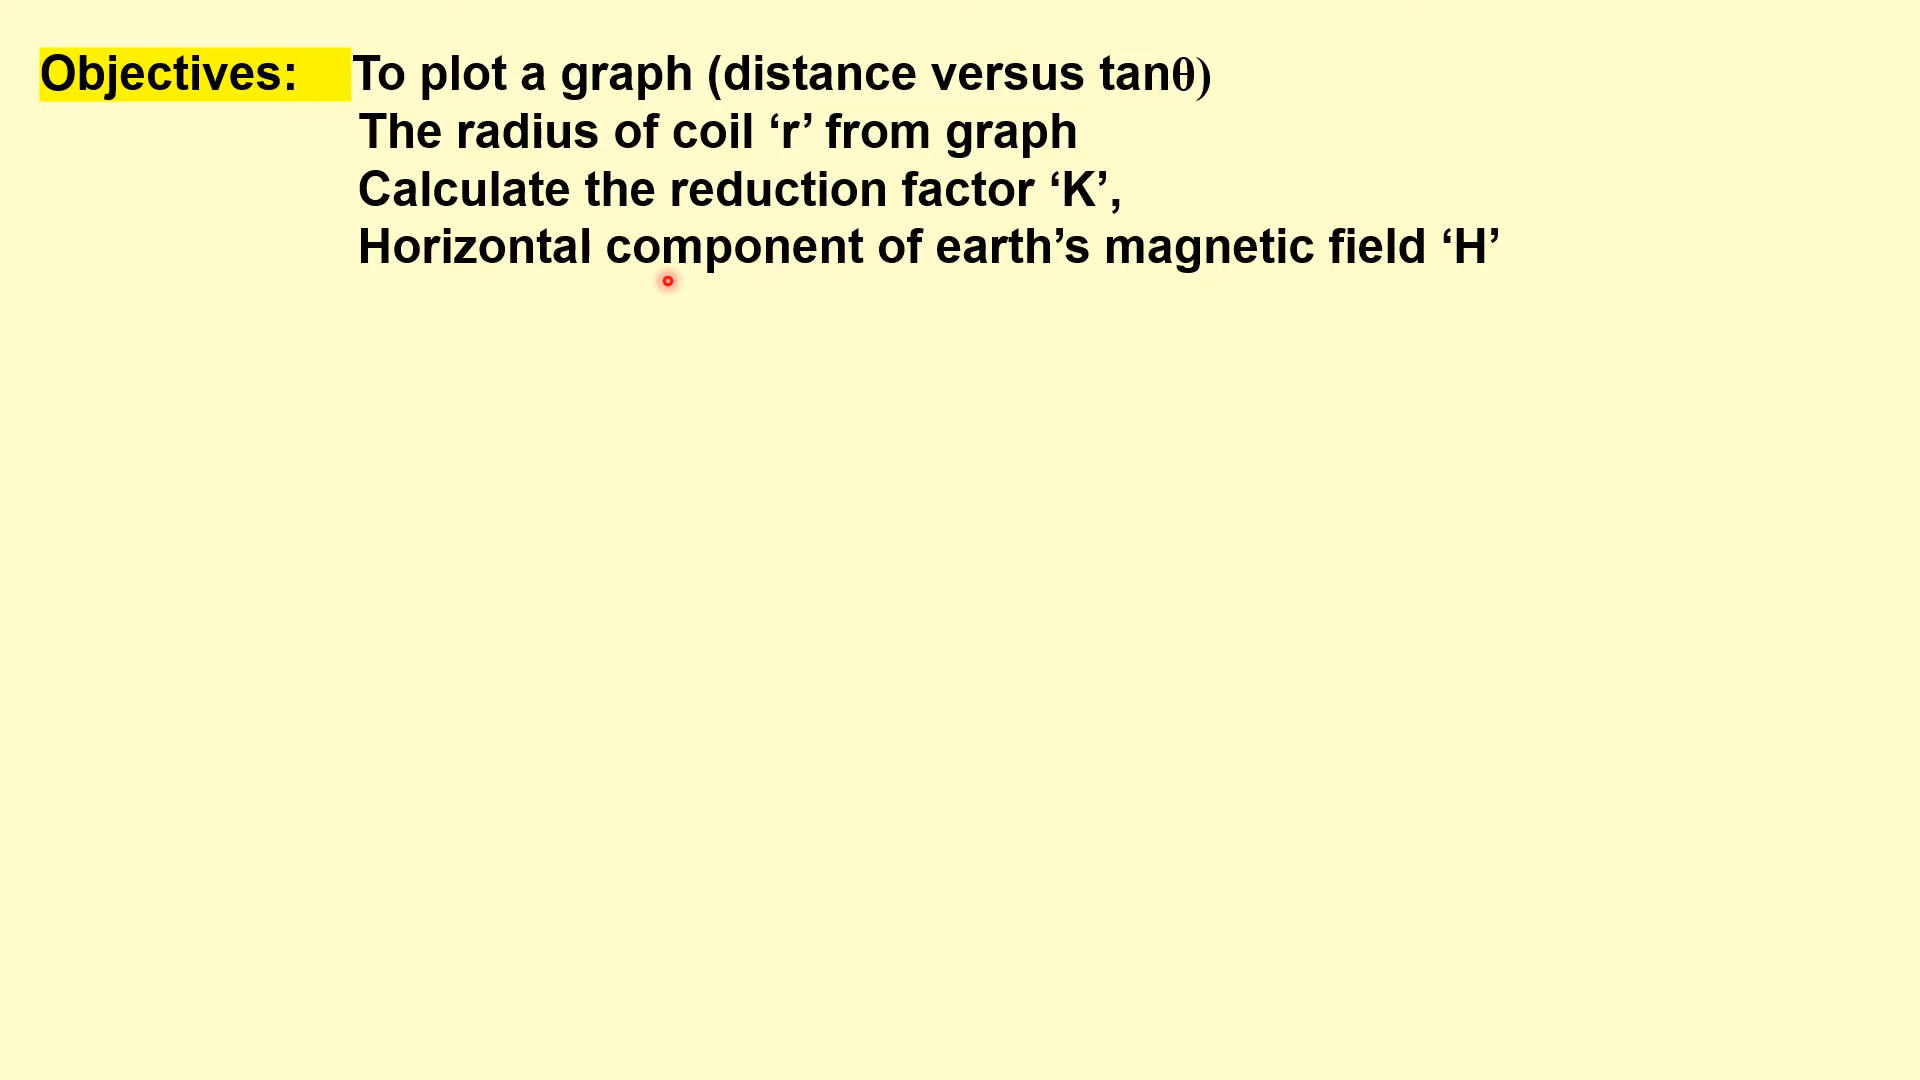 Objectives: To plot a graph (distance versus tanθ)
The radius of coil ‘r’ from graph
Calculate the reduction factor ‘K’,
Horizontal component of earth’s magnetic field ‘H’